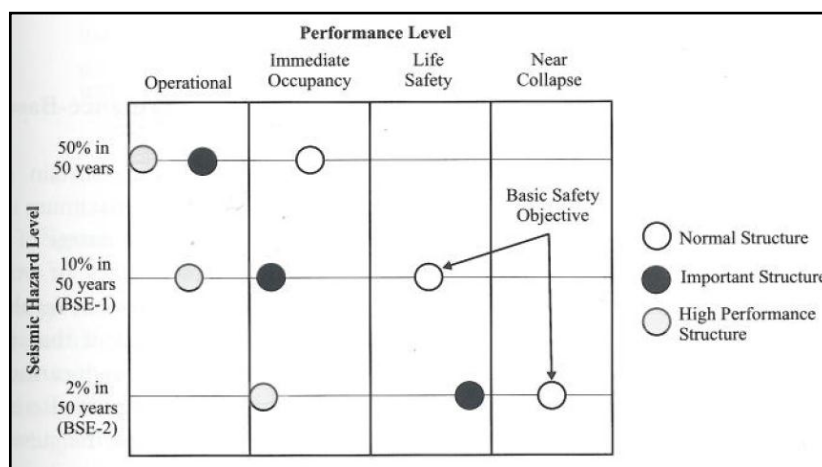 Performance Level
Operational
Immediate
Occupancy
Life
Safety
Near
Collapse
Seismic Hazard Level
50% in
50 years
10% in
50 years
(BSE-1)
2% in
50 years
(BSE-2)
Basic Safety
Objective
Normal Structure
Important Structure
High Performance
Structure